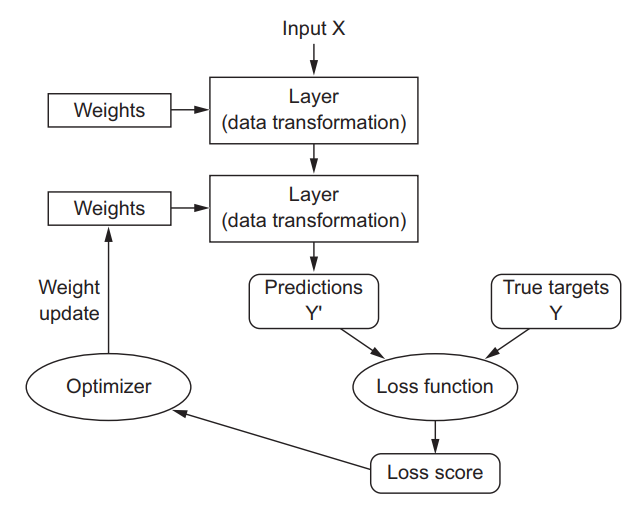 Input X
Weights
Layer
(data transformation)
Weights
Layer
(data transformation)
Weight
update
Predictions
Y'
True targets
Y
Optimizer
Loss function
Loss score